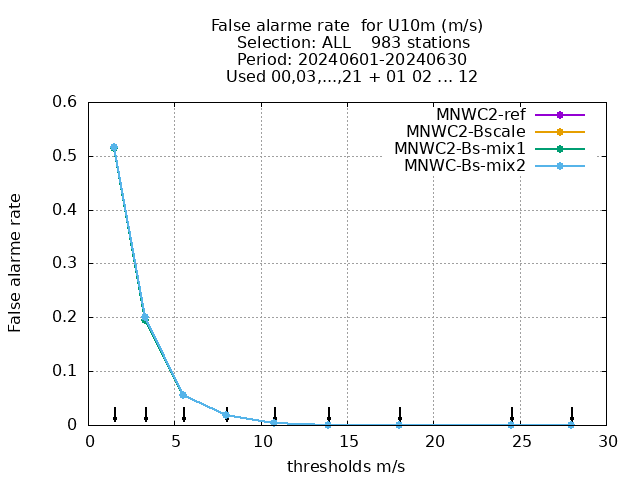 False alarme rate  for U10m (m/s)
Selection: ALL    983 stations
Period: 20240601-20240630
Used 00,03,...,21 + 01 02 ... 12
MNWC2-ref
MNWC2-Bscale
MNWC2-Bs-mix1
MNWC-Bs-mix2
False alarme rate
0.6
0.5
0.4
0.3
0.2
0.1
0
0 5 10 15 20 25 30
thresholds m/s